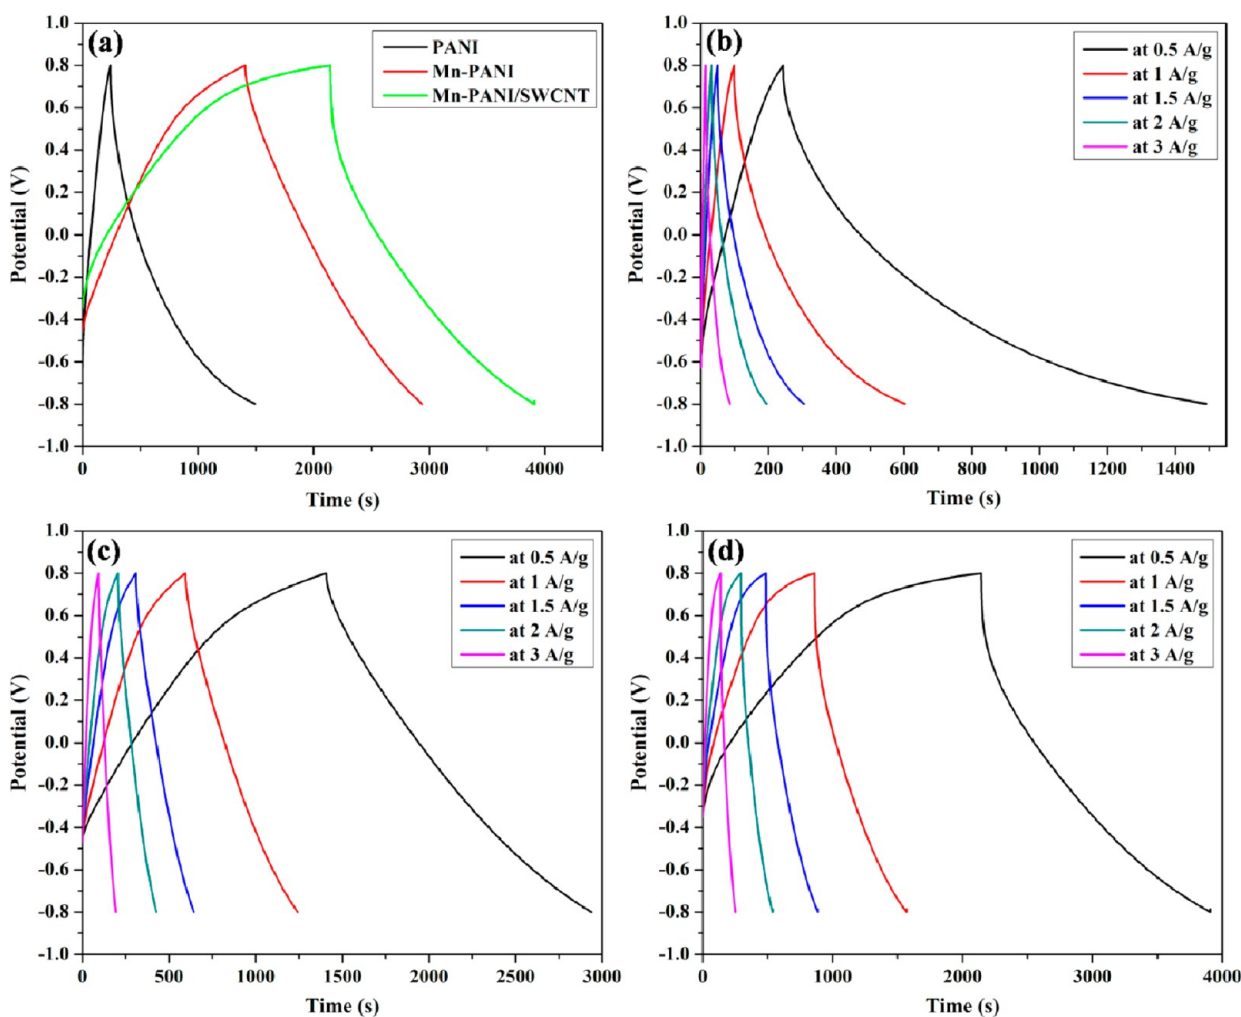 (a)
PANI
Mn-PANI
Mn-PANI/SWCNT
1.0
0.8
0.6
0.4
0.2
0.0
-0.2
-0.4
-0.6
-0.8
-1.0
Potential (V)
0 1000 2000 3000 4000
Time (s)
(b)
at 0.5 A/g
at 1 A/g
at 1.5 A/g
at 2 A/g
at 3 A/g
1.0
0.8
0.6
0.4
0.2
0.0
-0.2
-0.4
-0.6
-0.8
-1.0
Potential (V)
0 200 400 600 800 1000 1200 1400
Time (s)
(c)
at 0.5 A/g
at 1 A/g
at 1.5 A/g
at 2 A/g
at 3 A/g
1.0
0.8
0.6
0.4
0.2
0.0
-0.2
-0.4
-0.6
-0.8
-1.0
Potential (V)
0 500 1000 1500 2000 2500 3000
Time (s)
(d)
at 0.5 A/g
at 1 A/g
at 1.5 A/g
at 2 A/g
at 3 A/g
1.0
0.8
0.6
0.4
0.2
0.0
-0.2
-0.4
-0.6
-0.8
-1.0
Potential (V)
0 1000 2000 3000 4000
Time (s)